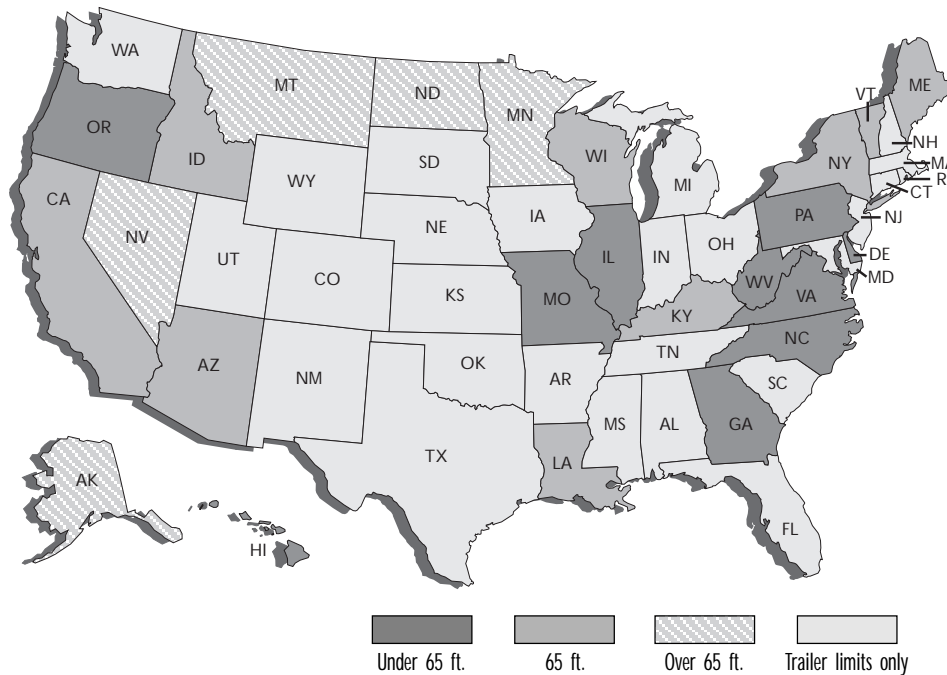 WA
MT
ND
MN
VT
ME
OR
ID
SD
WI
NY
NH
MA
R
CT
WY
MI
CA
IA
PA
NJ
NE
NV
UT
IL
IN
OH
DE
CO
WV
MD
KS
MO
VA
KY
NC
AZ
NM
OK
TN
AR
SC
MS
AL
GA
TX
LA
AK
FL
HI
Under 65 ft.
65 ft.
Over 65 ft.
Trailer limits only